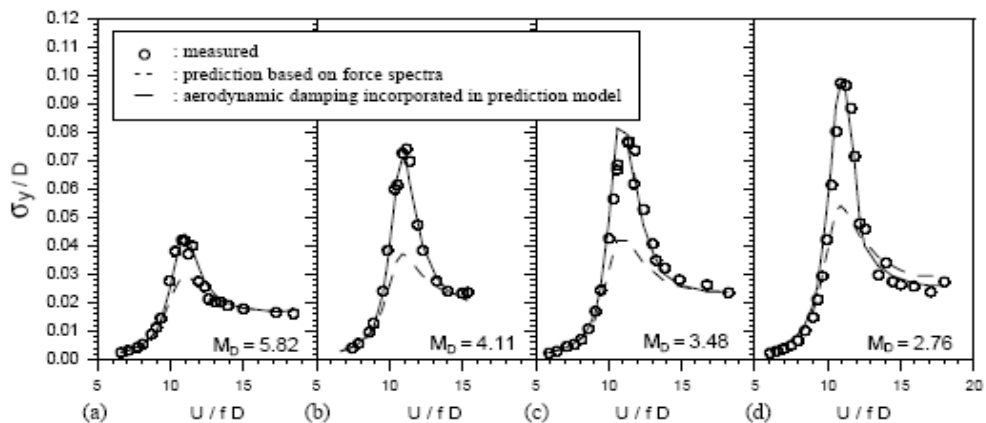 0.12
0.11
0.10
0.09
0.08
0.07
0.06
0.05
0.04
0.03
0.02
0.01
0.00
σy/D
: measured
: prediction based on force spectra
: aerodynamic damping incorporated in prediction model
MD = 5.82
MD = 4.11
MD = 3.48
MD = 2.76
5 10 15 5 10 15 5 10 15 5 10 15 20
(a) U / f D (b) U / f D (c) U / f D (d) U / f D